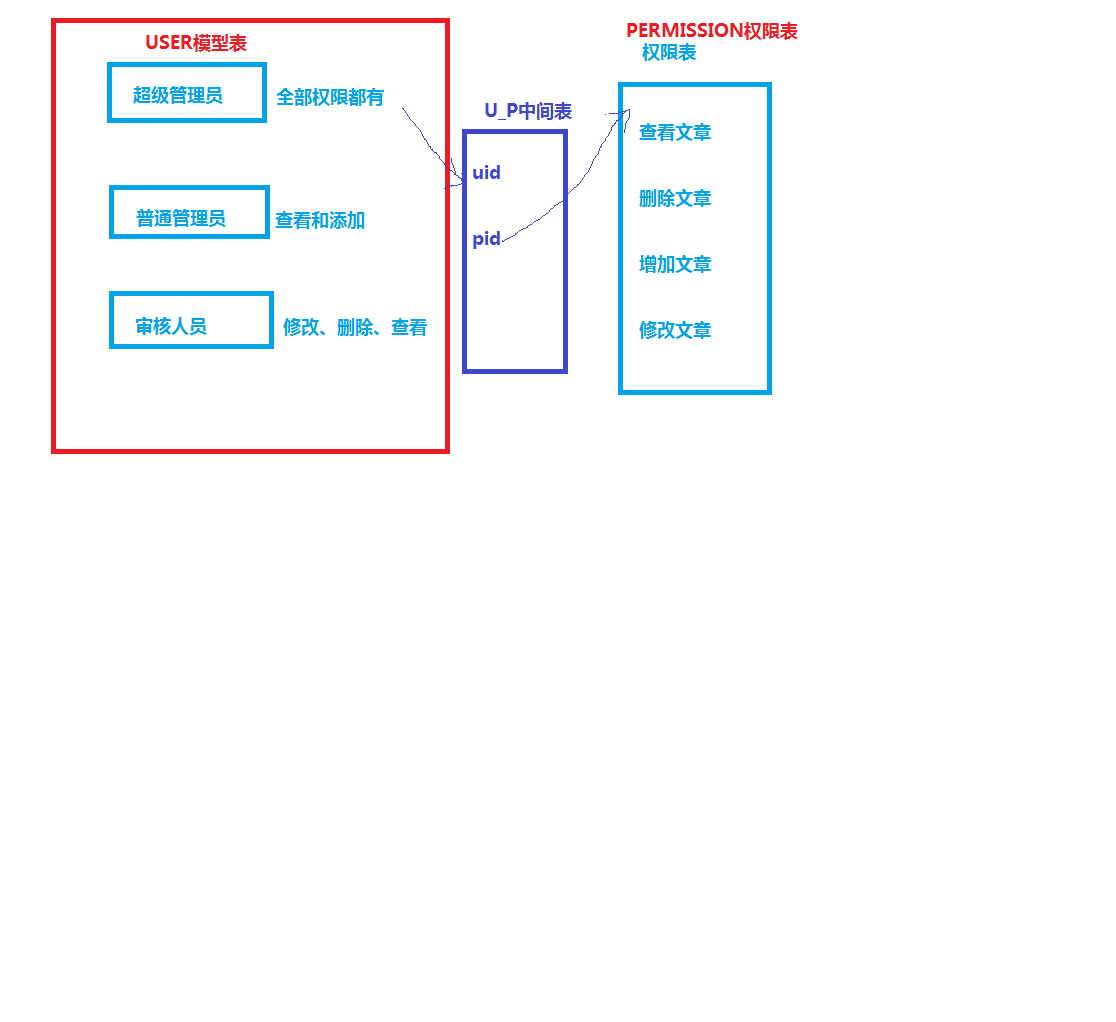 USER模型表
超级管理员
全部权限都有
普通管理员
查看和添加
审核人员
修改、删除、查看
U_P中间表
uid
pid
PERMISSION权限表
权限表
查看文章
删除文章
增加文章
修改文章